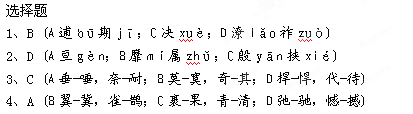 选择题
1、B（A逋bū期jī；C决xuè；D潦lǎo祚zuò）
2、D（A亘gèn；B靡mí属zhǔ；C殷yān挟xié）
3、C（A垂-唾，奈-耐；B莫-寞，奇-其；D桿-悍，代-待）
4、A（B翼-冀，雀-鹊；C裹-果，青-清；D弛-驰，憾-撼）